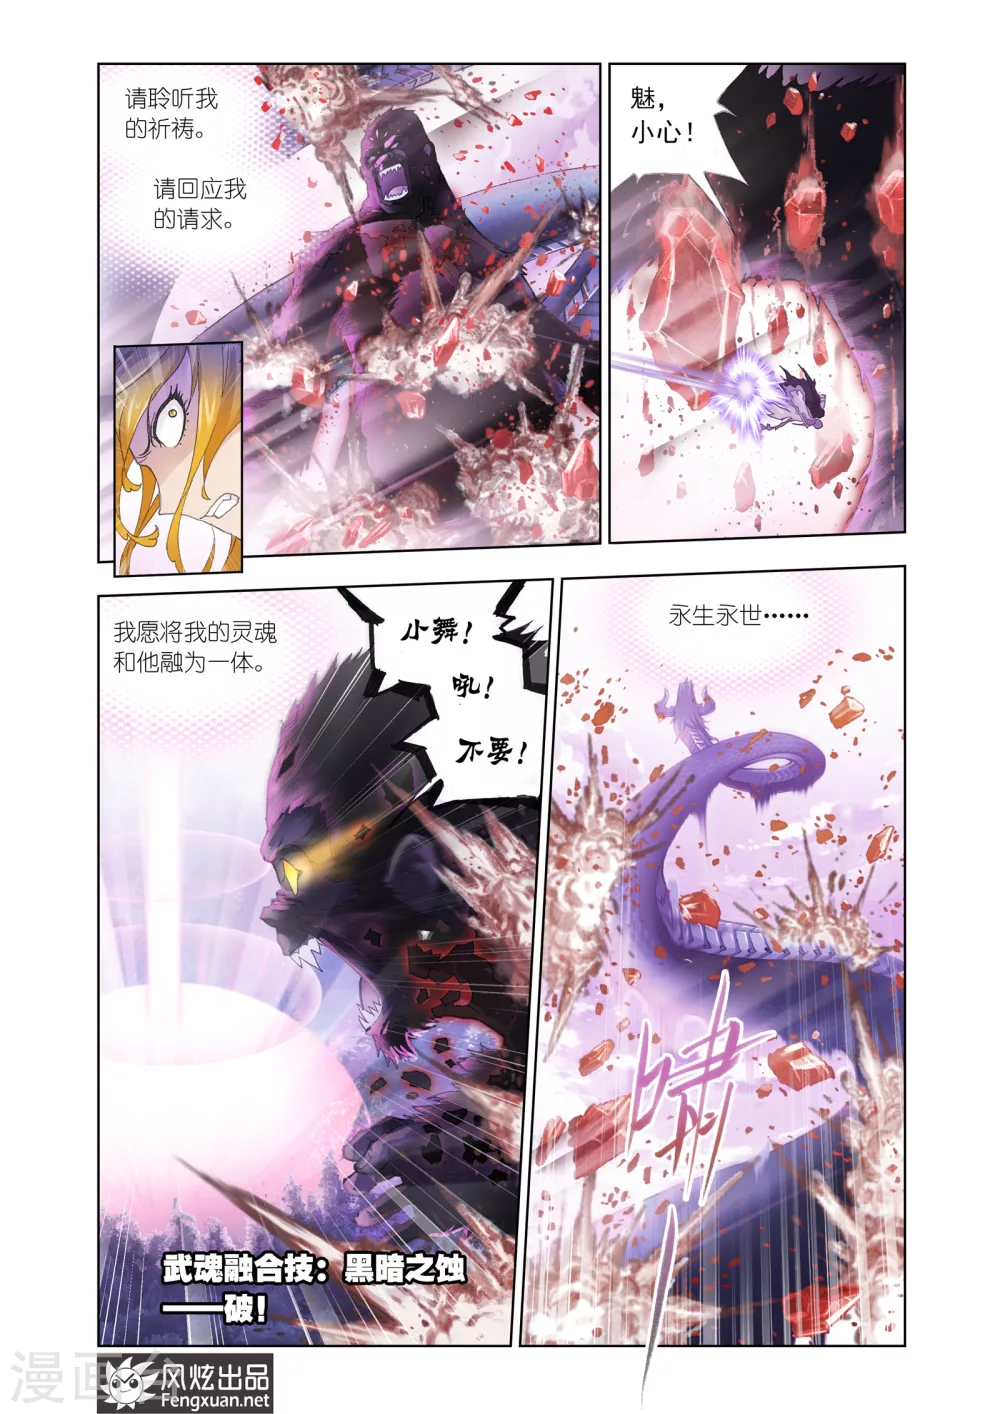 请聆听我
的祈祷。
请回应我
的请求。
魅，
小心！
我愿将我的灵魂
和他融为一体。
小舞！
吼！
不要！
永生永世……
啸
武魂融合技：黑暗之蚀
——破！
漫画台
风炫出品
Fengxuan.net